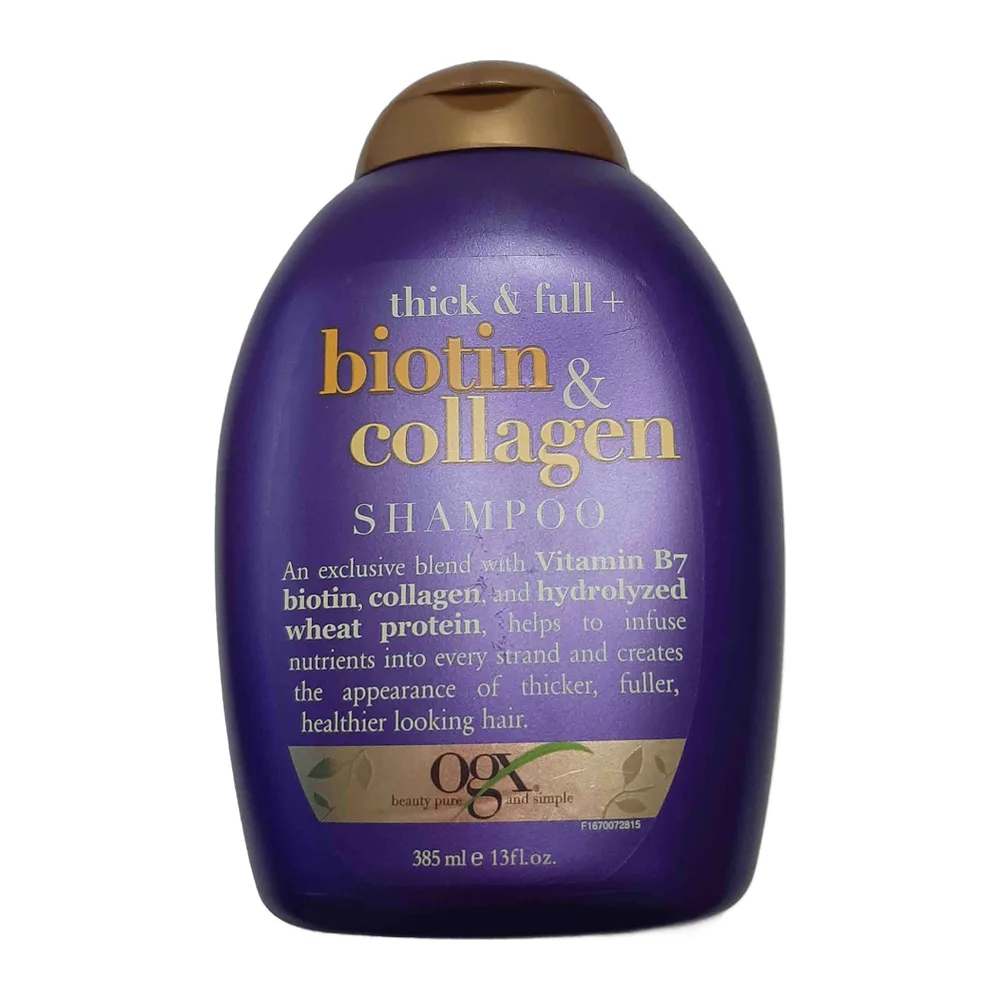 thick & full +
biotin &
collagen
SHAMPOO
An exclusive blend with Vitamin B7
biotin, collagen, and hydrolyzed
wheat protein, helps to infuse
nutrients into every strand and creates
the appearance of thicker, fuller,
healthier looking hair.
ogx®
beauty pure and simple
F1670072815
385 ml e 13fl.oz.